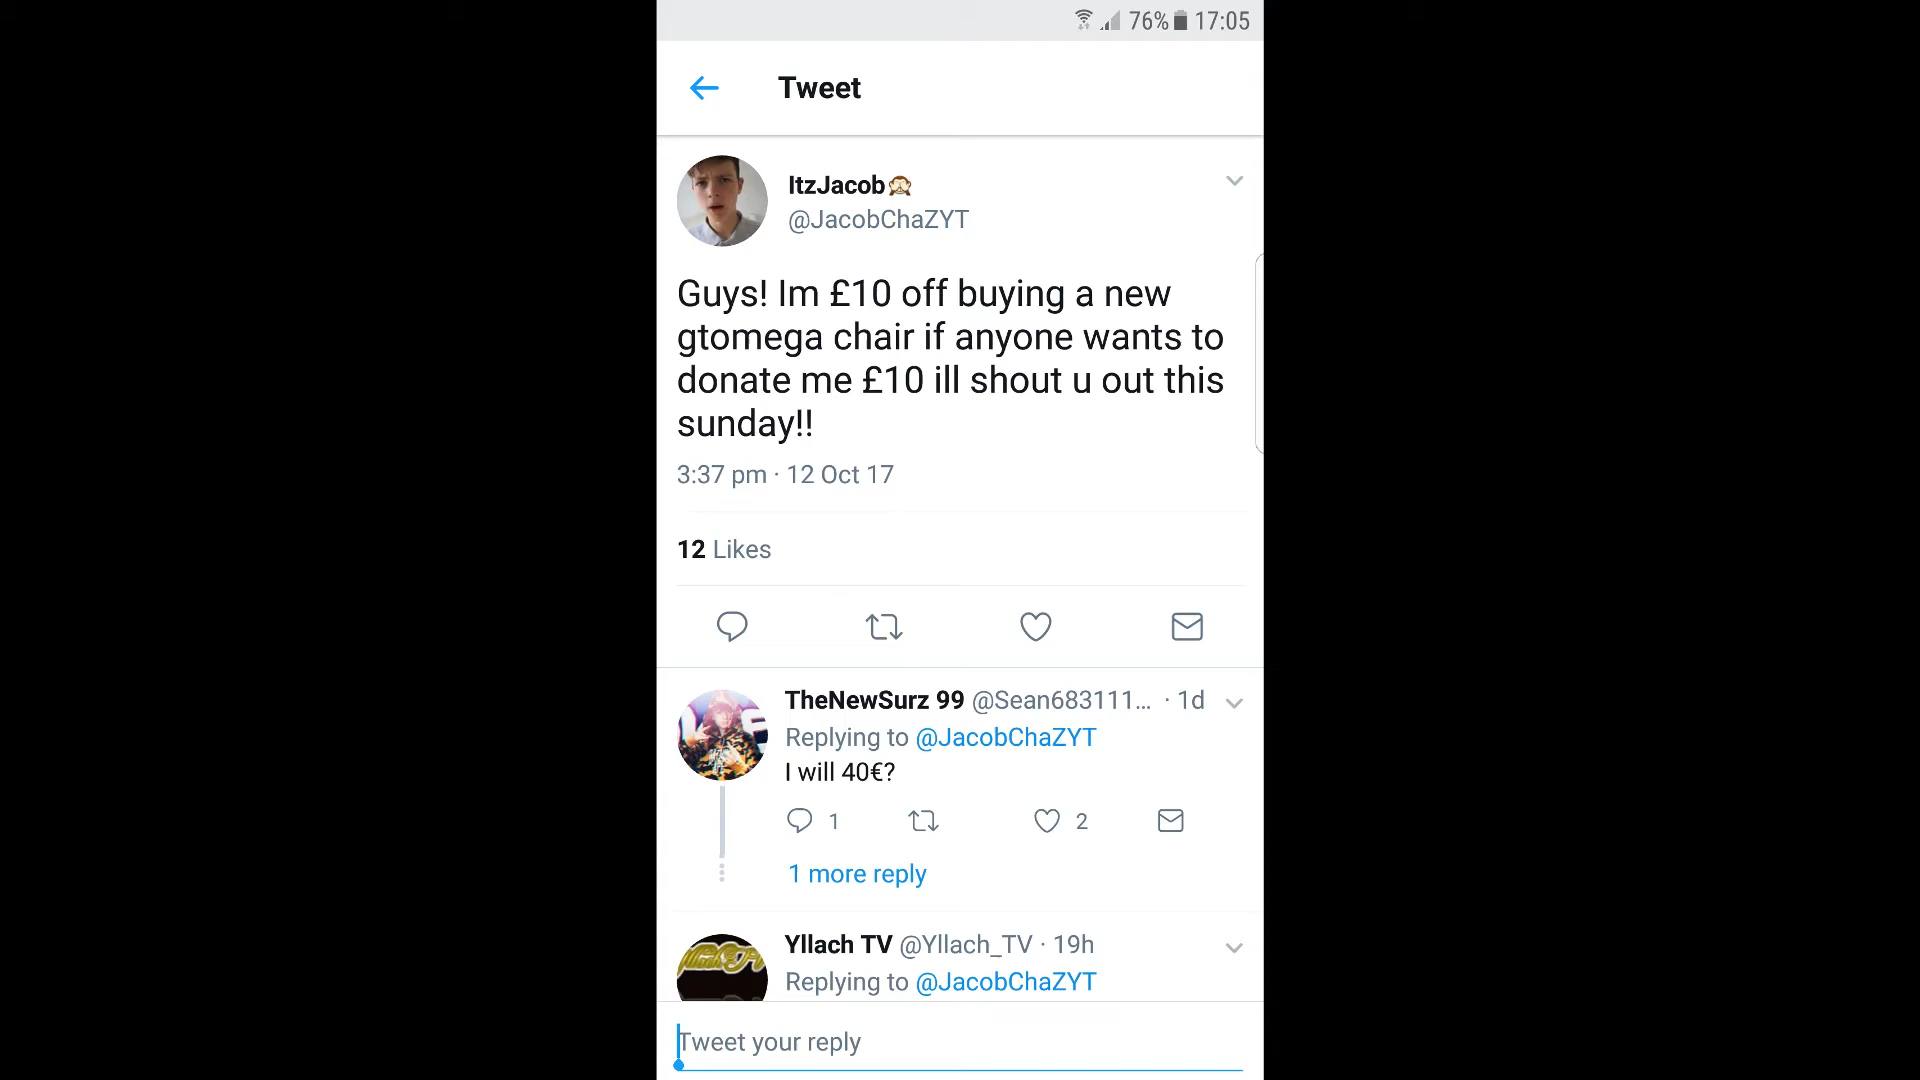 76% 17:05
Tweet
ItzJacob🙈
@JacobChaZYT
Guys! Im £10 off buying a new
gtomega chair if anyone wants to
donate me £10 ill shout u out this
sunday!!
3:37 pm · 12 Oct 17
12 Likes
TheNewSurz 99 @Sean683111... · 1d
Replying to @JacobChaZYT
I will 40€?
1 2
1 more reply
Yllach TV @Yllach_TV · 19h
Replying to @JacobChaZYT
Tweet your reply